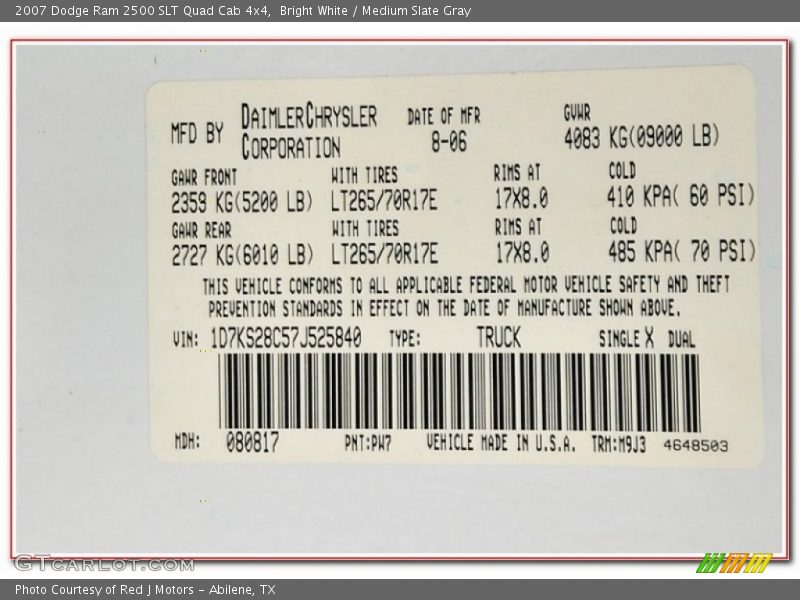 2007 Dodge Ram 2500 SLT Quad Cab 4x4,  Bright White / Medium Slate Gray
MFD BY DAIMLERCHRYSLER CORPORATION DATE OF MFR 8-06 GVWR 4083 KG(09000 LB)
GAWR FRONT WITH TIRES RIMS AT COLD
2359 KG(5200 LB) LT265/70R17E 17X8.0 410 KPA( 60 PSI)
GAWR REAR WITH TIRES RIMS AT COLD
2727 KG(6010 LB) LT265/70R17E 17X8.0 485 KPA( 70 PSI)
THIS VEHICLE CONFORMS TO ALL APPLICABLE FEDERAL MOTOR VEHICLE SAFETY AND THEFT
PREVENTION STANDARDS IN EFFECT ON THE DATE OF MANUFACTURE SHOWN ABOVE.
VIN: 1D7KS28C57J525840 TYPE: TRUCK SINGLE X DUAL
MDH: 080817 PNT:PW7 VEHICLE MADE IN U.S.A. TRM:M9J3 4648503
GTCARLOT.COM
Photo Courtesy of Red J Motors - Abilene, TX